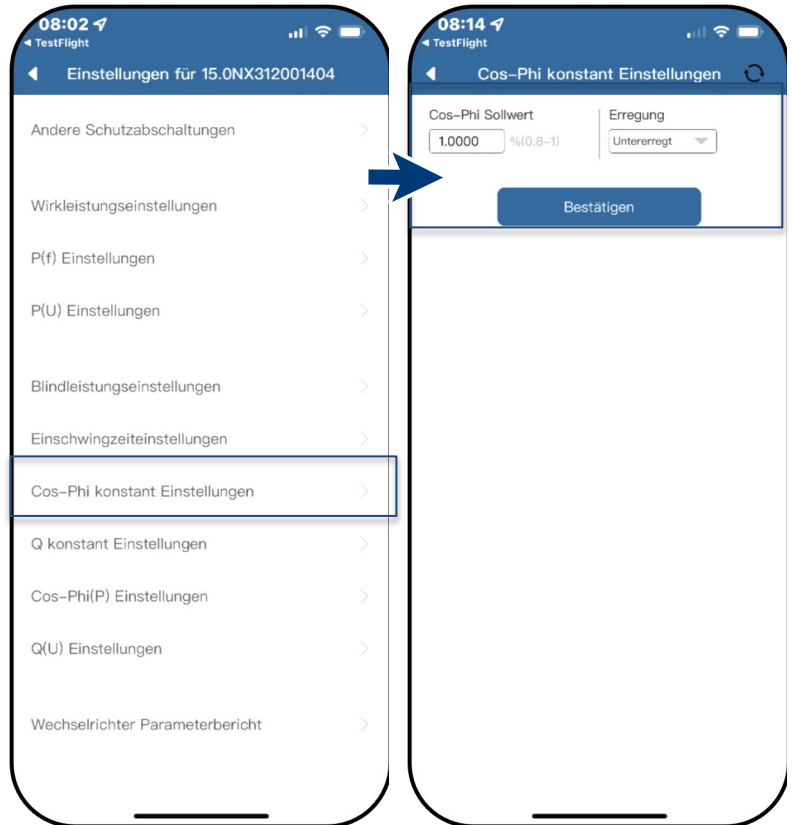 08:02
◀ TestFlight
Einstellungen für 15.0NX312001404
Andere Schutzabschaltungen
Wirkleistungseinstellungen
P(f) Einstellungen
P(U) Einstellungen
Blindleistungseinstellungen
Einschwingzeiteinstellungen
Cos-Phi konstant Einstellungen
Q konstant Einstellungen
Cos-Phi(P) Einstellungen
Q(U) Einstellungen
Wechselrichter Parameterbericht
08:14
◀ TestFlight
Cos-Phi konstant Einstellungen
Cos-Phi Sollwert Erregung
1.0000 %(0.8-1) Untererregt
Bestätigen